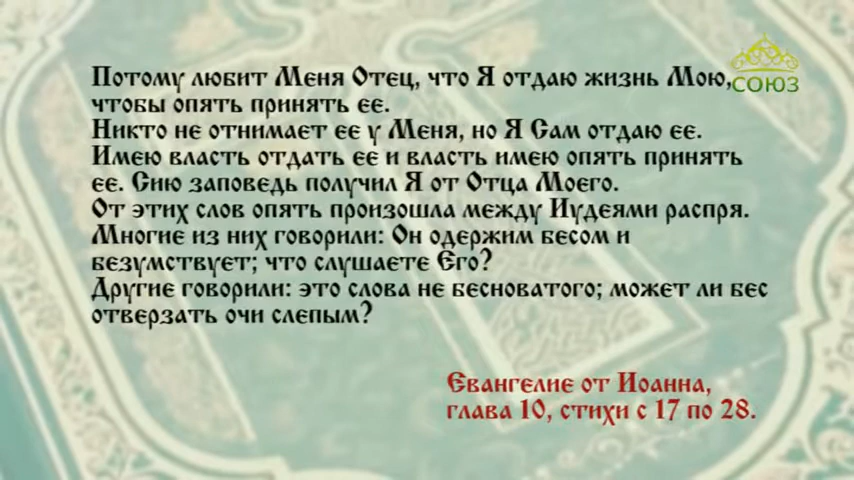 Потому любит Меня Отец, что Я отдаю жизнь Мою,
чтобы опять принять ее.
Никто не отнимает ее у Меня, но Я Сам отдаю ее.
Имею власть отдать ее и власть имею опять принять
ее. Сию заповедь получил Я от Отца Моего.
От этих слов опять произошла между Иудеями распря.
Многие из них говорили: Он одержим бесом и
безумствует; что слушаете Его?
Другие говорили: это слова не бесноватого; может ли бес
отверзать очи слепым?
Евангелие от Иоанна,
глава 10, стихи с 17 по 28.
СОЮЗ